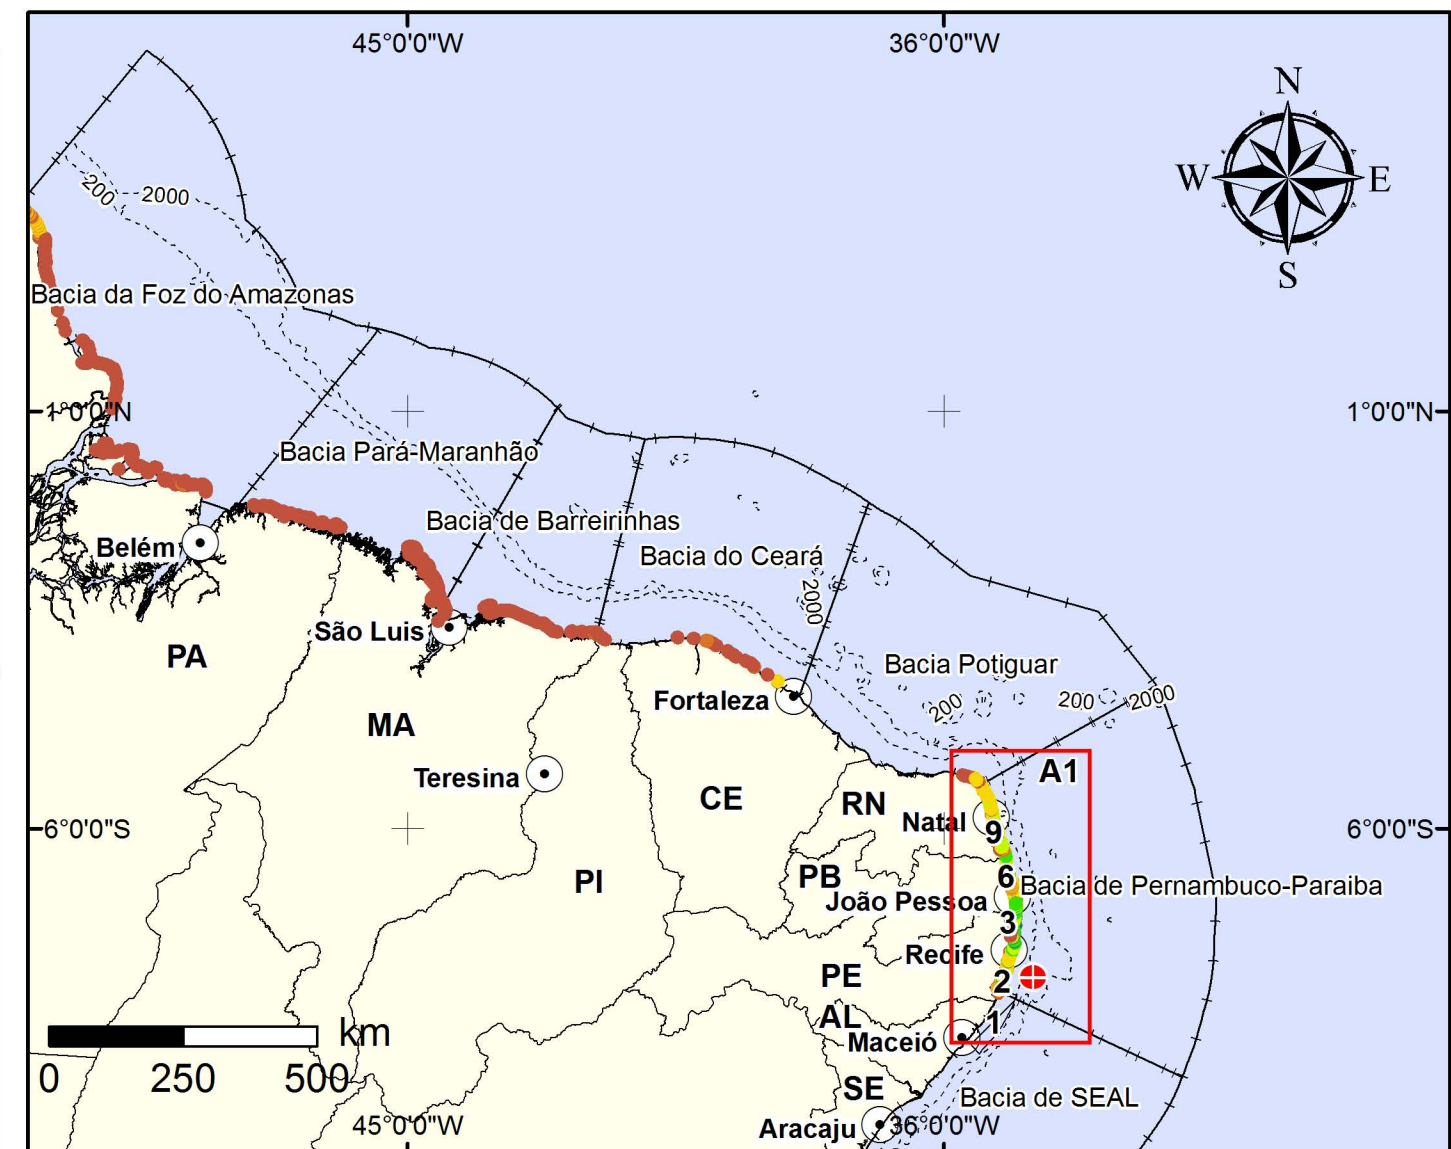 45°0'0"W
36°0'0"W
N
W
E
S
200
2000
Bacia da Foz do Amazonas
1°0'0"N
1°0'0"N
Bacia Pará-Maranhão
Bacia de Barreirinhas
Belém
Bacia do Ceará
2000
São Luis
PA
Bacia Potiguar
Fortaleza
200
200
2000
MA
Teresina
CE
A1
RN
Natal
9
6°0'0"S
6°0'0"S
PI
PB
6
Bacia de Pernambuco-Paraiba
João Pessoa
3
Recife
PE
2
AL
1
km
Maceió
0
250
500
SE
Bacia de SEAL
45°0'0"W
Aracaju
36°0'0"W